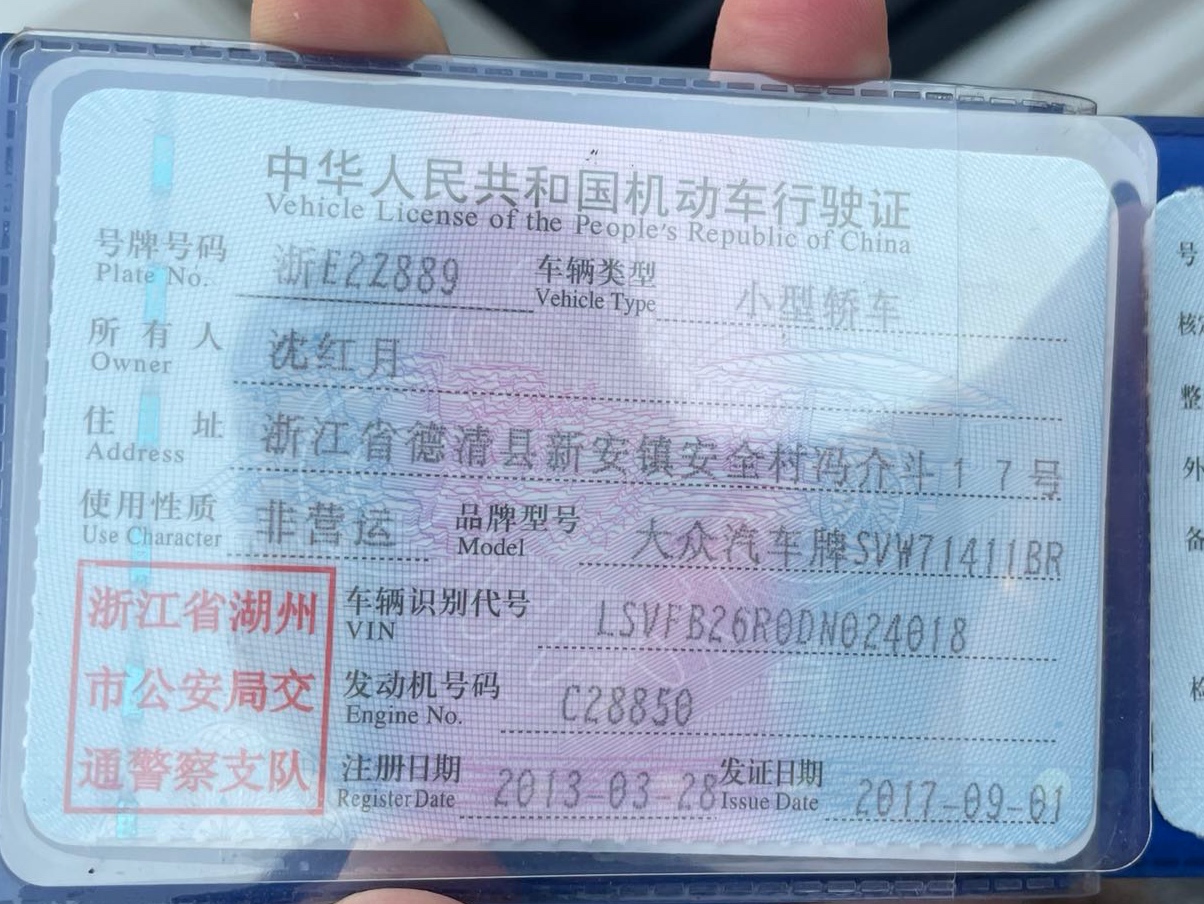 中华人民共和国机动车行驶证
Vehicle License of the People's Republic of China
号牌号码 浙E2Z889 车辆类型 小型轿车
Plate No. Vehicle Type
所有人 沈红月
Owner
住址 浙江省德清县新安镇安全村冯介斗17号
Address
使用性质 非营运 品牌型号 大众汽车牌SVW71411BR
Use Character Model
浙江省湖州
市公安局交
通警察支队
车辆识别代号 LSVFB26R0DN024018
VIN
发动机号码 C28850
Engine No.
注册日期 2013-03-28 发证日期 2017-09-01
Register Date Issue Date
号
整
外
备